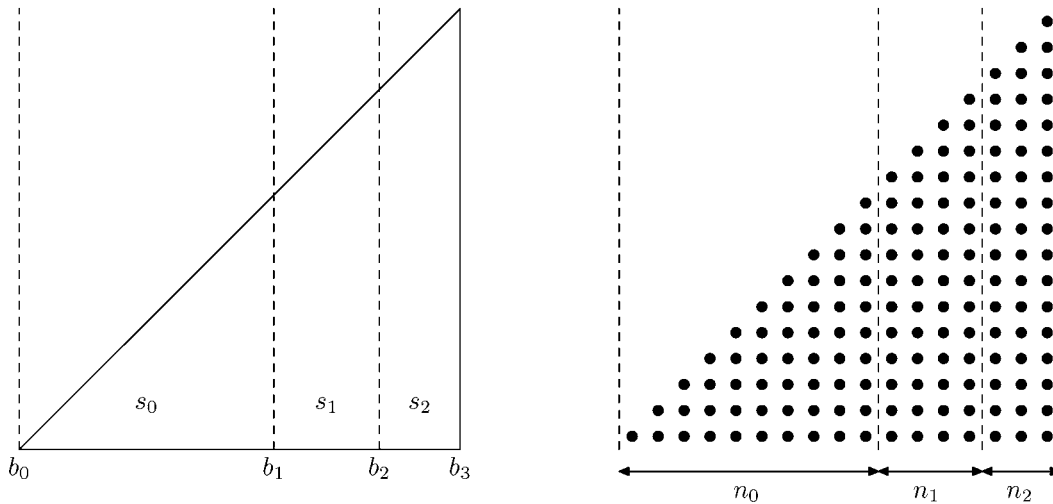 s₀ s₁ s₂
b₀ b₁ b₂ b₃
n₀ n₁ n₂